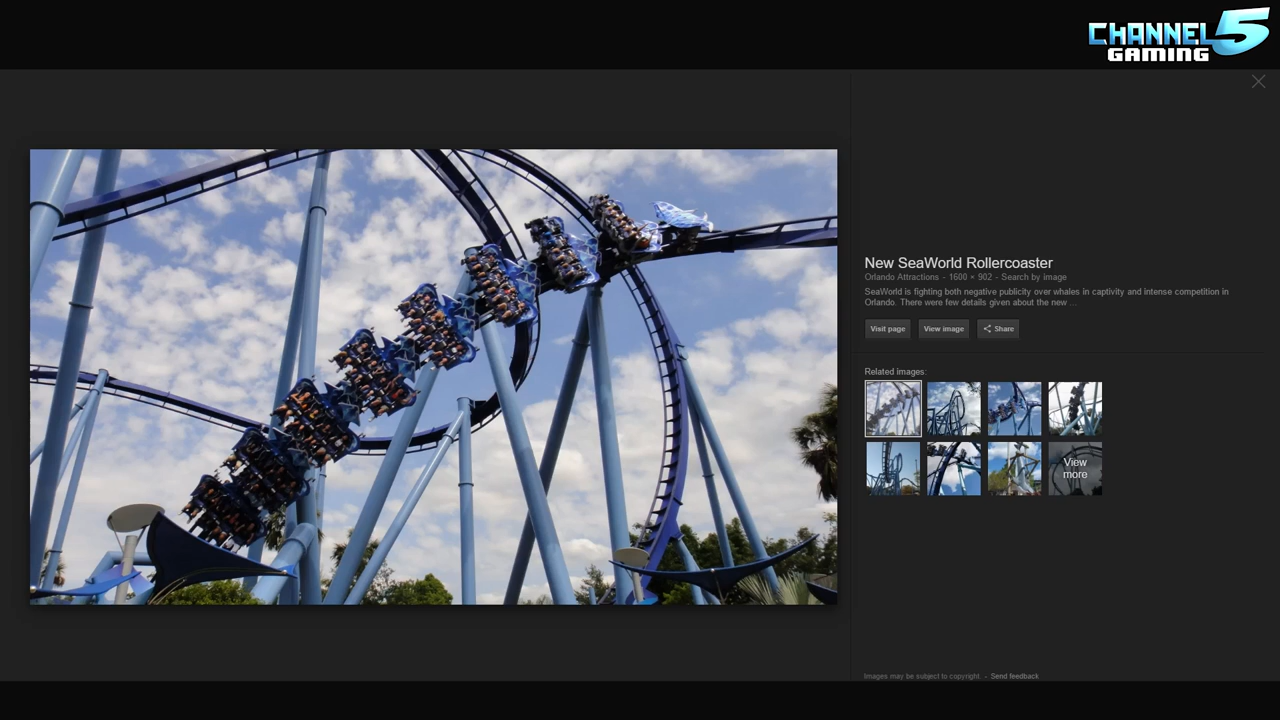 CHANNEL 5
GAMING
New SeaWorld Rollercoaster
Orlando Attractions - 1600 × 902 - Search by image
SeaWorld is fighting both negative publicity over whales in captivity and intense competition in
Orlando. There were few details given about the new ...
Visit page
View image
Share
Related images:
View
more
Images may be subject to copyright. - Send feedback